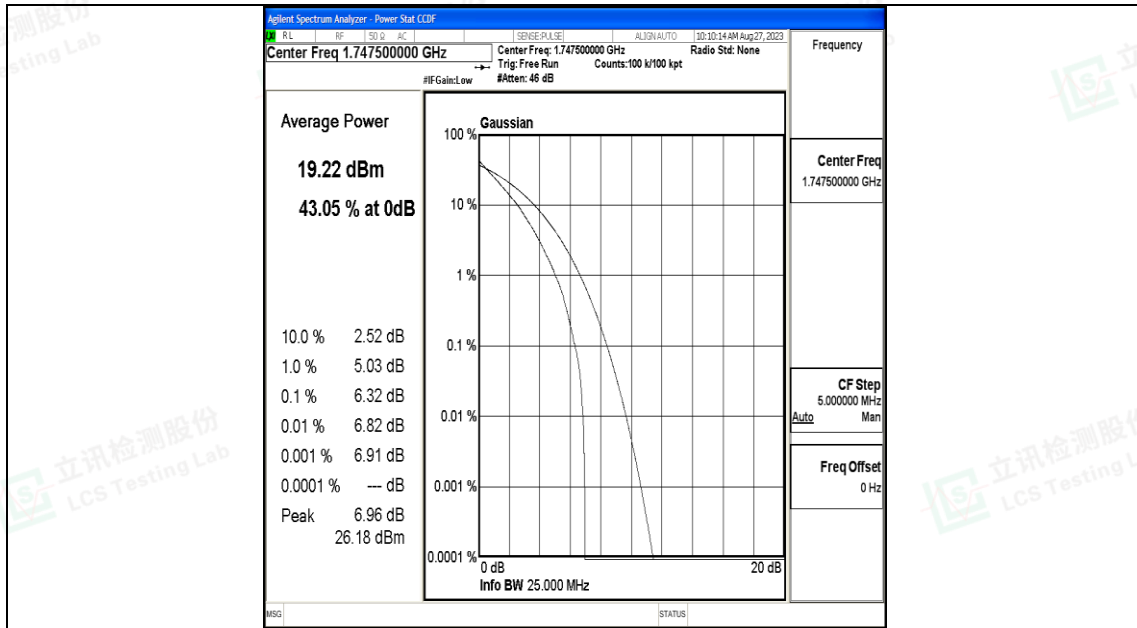 Agilent Spectrum Analyzer - Power Stat CCDF
LXI RL RF 50 Ω AC SENSE:PULSE ALIGNAUTO 10:10:14 AM Aug 27, 2023
Center Freq 1.747500000 GHz
Center Freq: 1.747500000 GHz Radio Std: None
Trig: Free Run Counts:100 k/100 kpt
#IFGain:Low #Atten: 46 dB
Frequency
Average Power
19.22 dBm
43.05 % at 0dB
10.0 % 2.52 dB
1.0 % 5.03 dB
0.1 % 6.32 dB
0.01 % 6.82 dB
0.001 % 6.91 dB
0.0001 % --- dB
Peak 6.96 dB
26.18 dBm
Gaussian
100 %
10 %
1 %
0.1 %
0.01 %
0.001 %
0.0001 %
0 dB 20 dB
Info BW 25.000 MHz
Center Freq
1.747500000 GHz
CF Step
5.000000 MHz
Auto Man
Freq Offset
0 Hz
MSG STATUS
立讯检测股份
LCS Testing Lab
立讯检测股份
LCS Testing L